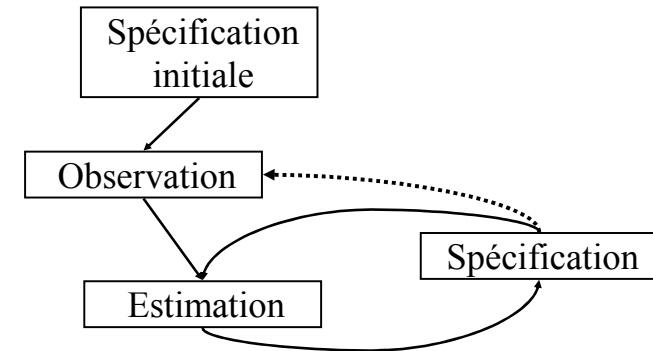 Spécification
initiale
Observation
Spécification
Estimation